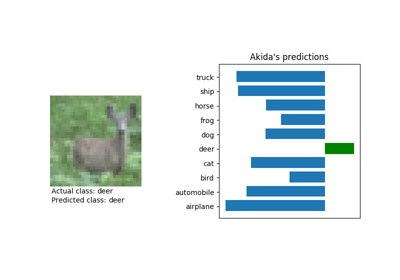 Akida's predictions
truck
ship
horse
frog
dog
deer
cat
bird
automobile
airplane
Actual class: deer
Predicted class: deer